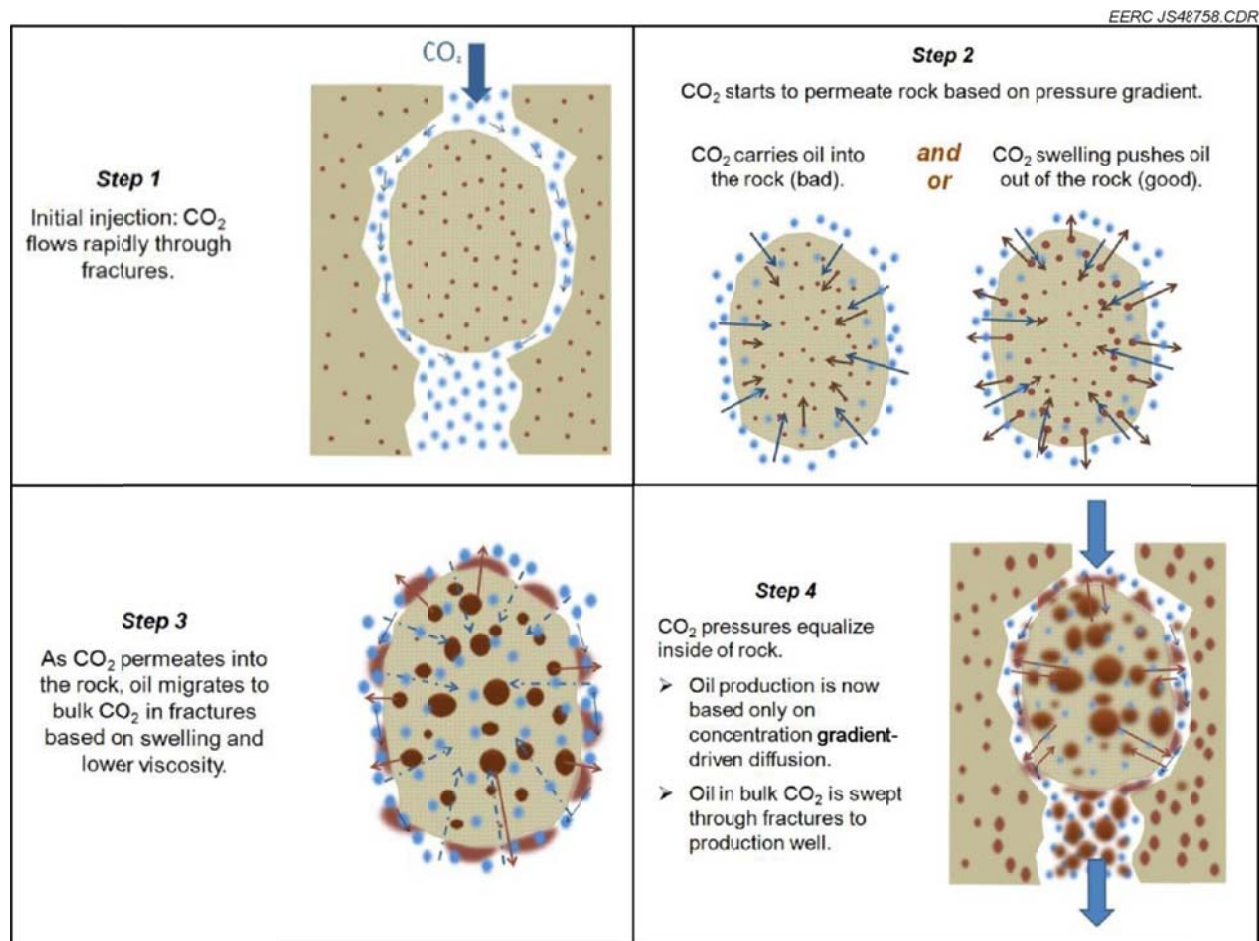 EERC JS48758.CDR
Step 1
Initial injection: CO₂
flows rapidly through
fractures.
CO₂
Step 2
CO₂ starts to permeate rock based on pressure gradient.
CO₂ carries oil into
the rock (bad).
and
or
CO₂ swelling pushes oil
out of the rock (good).
Step 3
As CO₂ permeates into
the rock, oil migrates to
bulk CO₂ in fractures
based on swelling and
lower viscosity.
Step 4
CO₂ pressures equalize
inside of rock.
➢ Oil production is now
based only on
concentration gradient-
driven diffusion.
➢ Oil in bulk CO₂ is swept
through fractures to
production well.